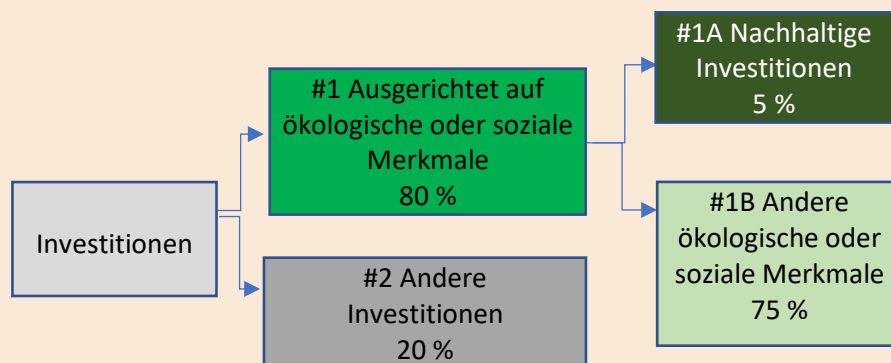 Investitionen
#1 Ausgerichtet auf
ökologische oder soziale
Merkmale
80 %
#2 Andere
Investitionen
20 %
#1A Nachhaltige
Investitionen
5 %
#1B Andere
ökologische oder
soziale Merkmale
75 %